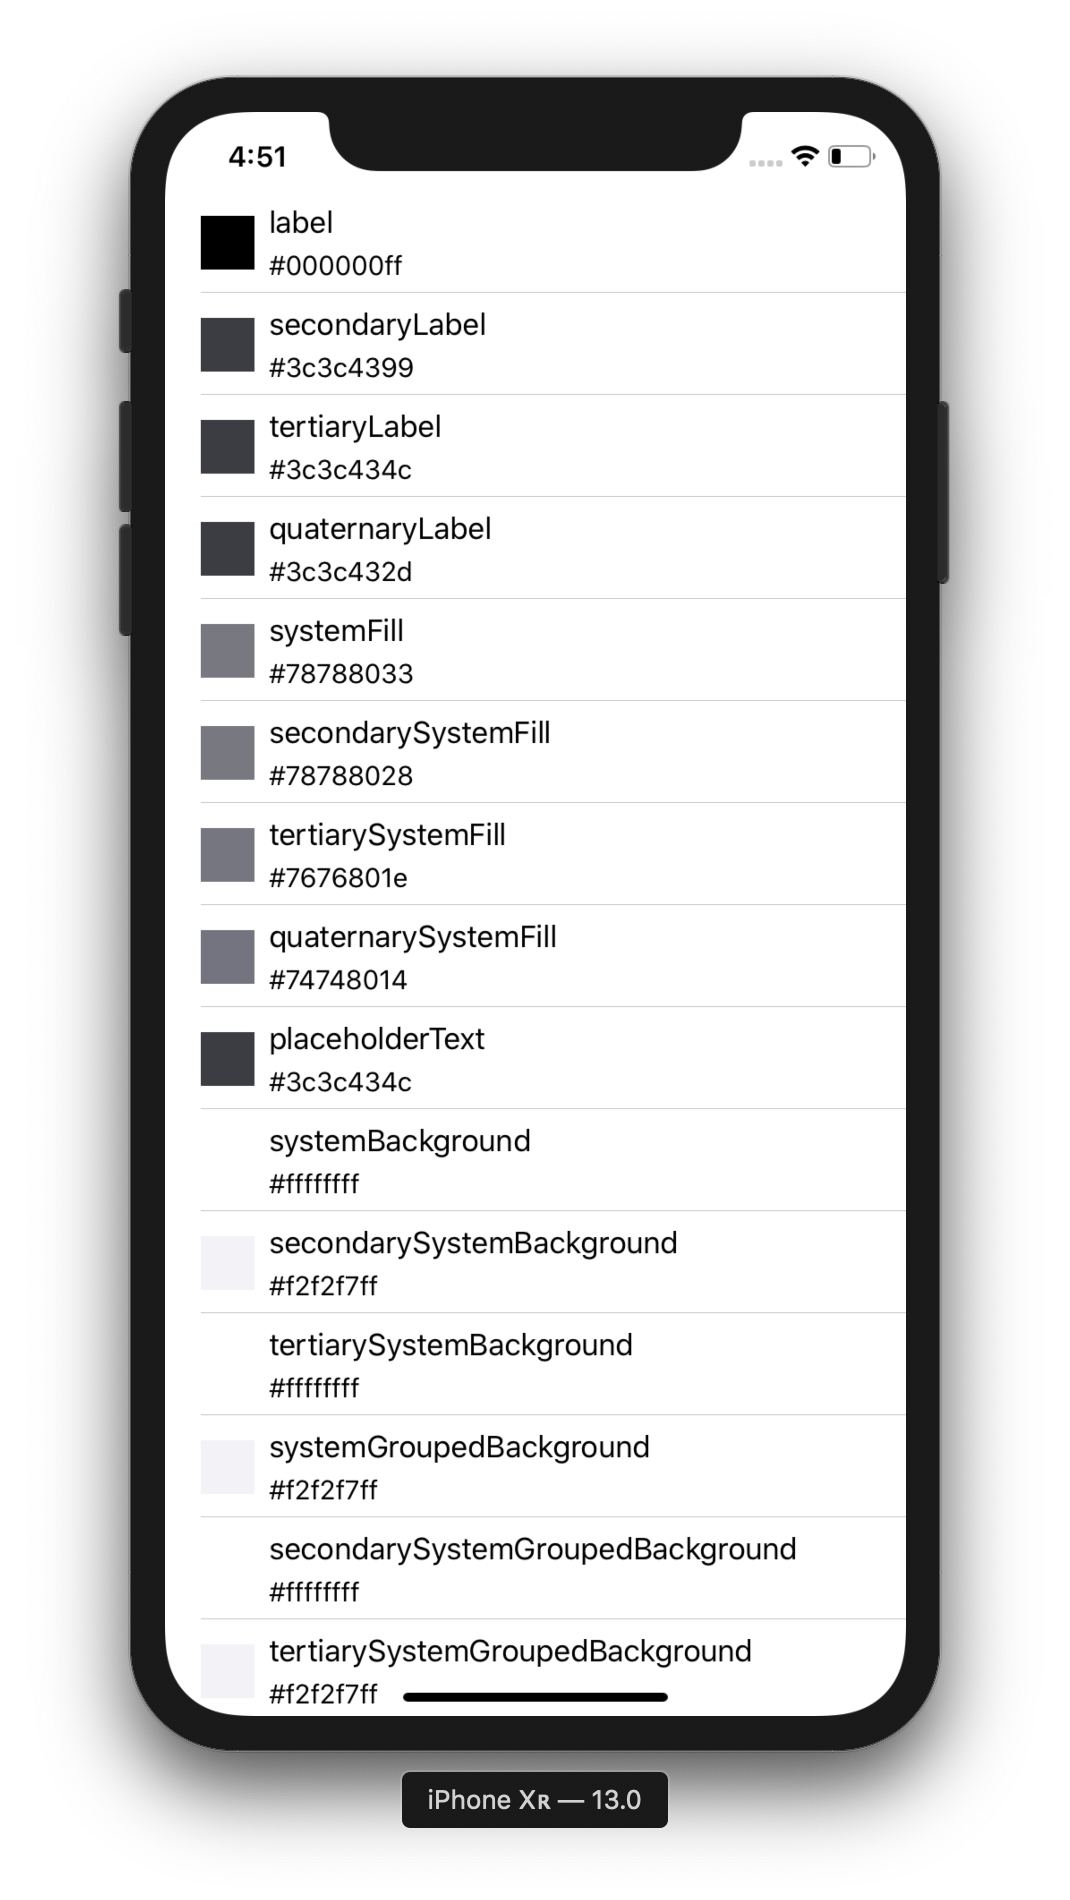 4:51
label
#000000ff
secondaryLabel
#3c3c4399
tertiaryLabel
#3c3c434c
quaternaryLabel
#3c3c432d
systemFill
#78788033
secondarySystemFill
#78788028
tertiarySystemFill
#7676801e
quaternarySystemFill
#74748014
placeholderText
#3c3c434c
systemBackground
#ffffffff
secondarySystemBackground
#f2f2f7ff
tertiarySystemBackground
#ffffffff
systemGroupedBackground
#f2f2f7ff
secondarySystemGroupedBackground
#ffffffff
tertiarySystemGroupedBackground
#f2f2f7ff
iPhone Xʀ — 13.0